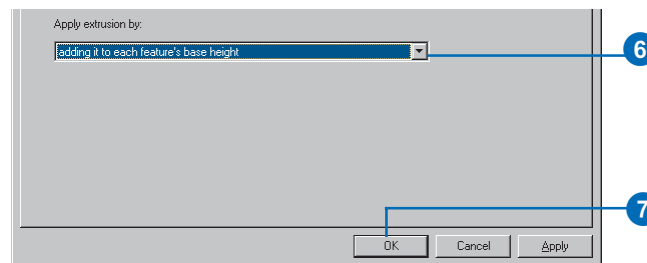 Apply extrusion by:
adding it to each feature's base height
6
7
OK Cancel Apply